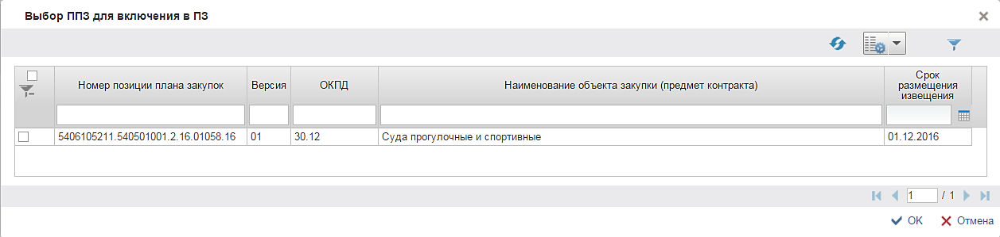 Выбор ППЗ для включения в ПЗ
Номер позиции плана закупок
Версия
ОКПД
Наименование объекта закупки (предмет контракта)
Срок
размещения
извещения
5406105211.540501001.2.16.01058.16
01
30.12
Суда прогулочные и спортивные
01.12.2016
1 / 1
ОК
Отмена